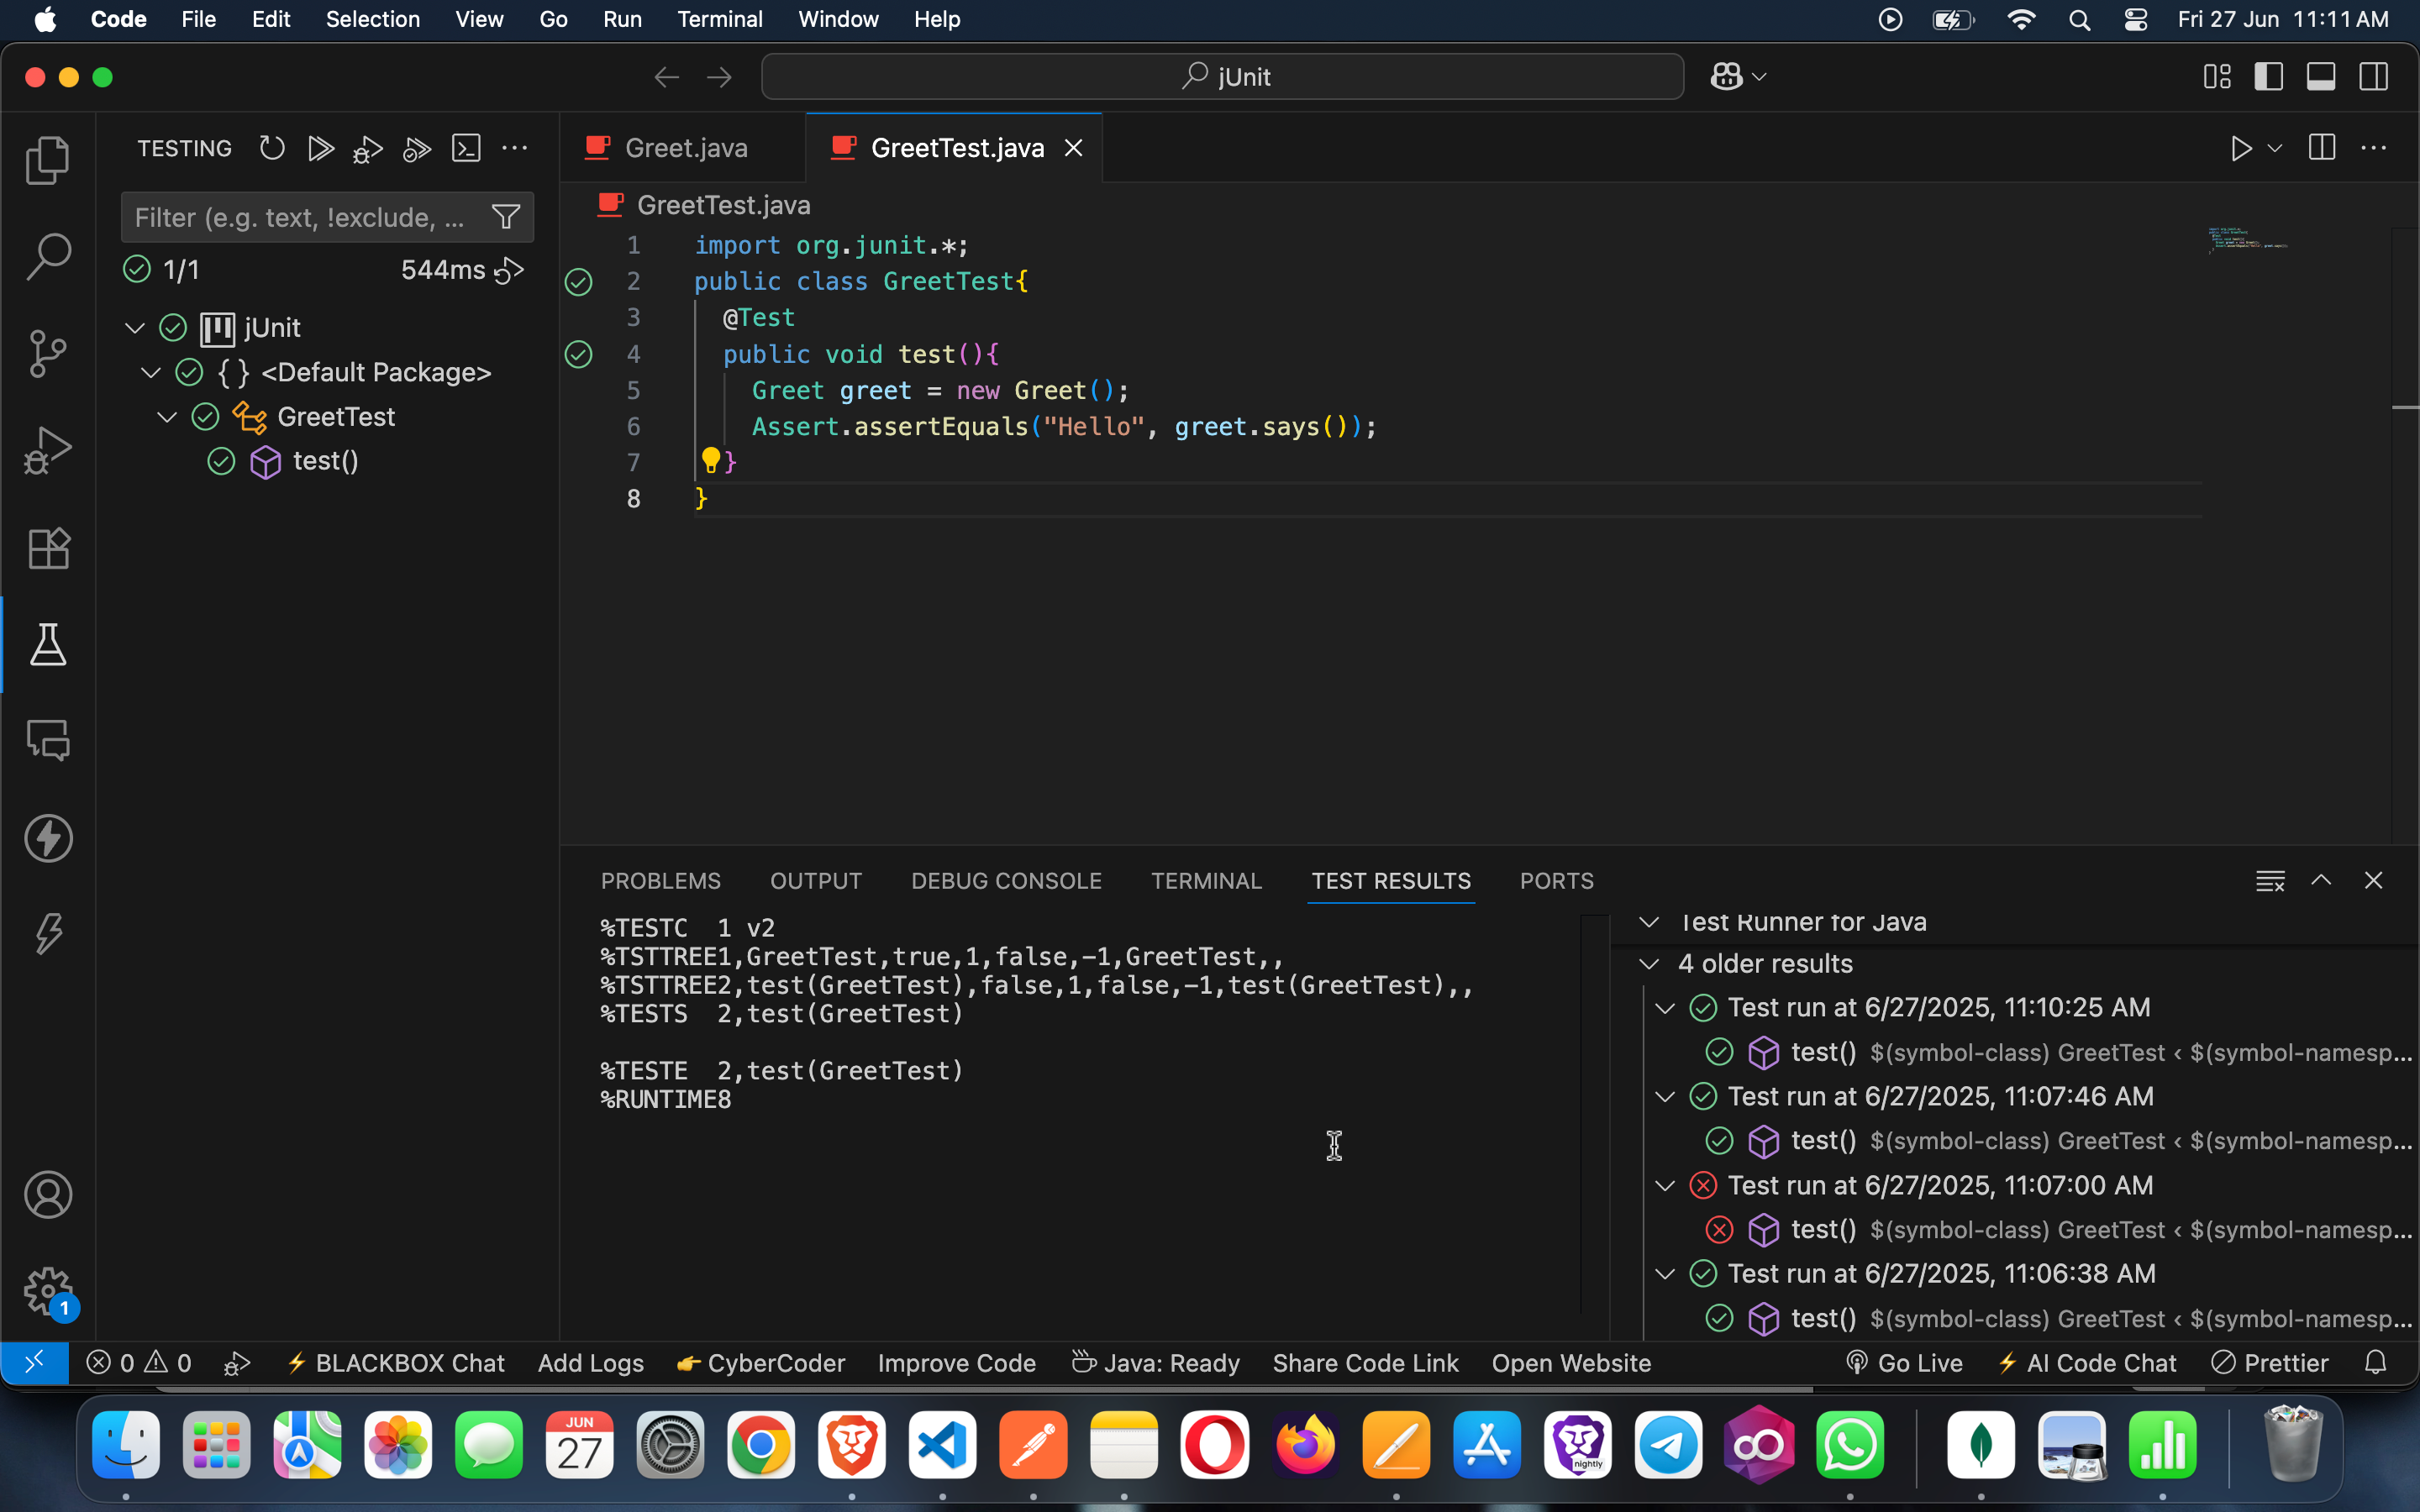 Code File Edit Selection View Go Run Terminal Window Help Fri 27 Jun 11:11 AM
jUnit
TESTING
Filter (e.g. text, !exclude, ...
1/1 544ms
jUnit
{ } <Default Package>
GreetTest
test()
Greet.java GreetTest.java
GreetTest.java
1 import org.junit.*;
2 public class GreetTest{
3 @Test
4 public void test(){
5 Greet greet = new Greet();
6 Assert.assertEquals("Hello", greet.says());
7 }
8 }
PROBLEMS OUTPUT DEBUG CONSOLE TERMINAL TEST RESULTS PORTS
%TESTC  1 v2
%TSTTREE1,GreetTest,true,1,false,-1,GreetTest,,
%TSTTREE2,test(GreetTest),false,1,false,-1,test(GreetTest),,
%TESTS  2,test(GreetTest)
%TESTE  2,test(GreetTest)
%RUNTIME8
Test Runner for Java
4 older results
Test run at 6/27/2025, 11:10:25 AM
test() $(symbol-class) GreetTest ‹ $(symbol-namesp...
Test run at 6/27/2025, 11:07:46 AM
test() $(symbol-class) GreetTest ‹ $(symbol-namesp...
Test run at 6/27/2025, 11:07:00 AM
test() $(symbol-class) GreetTest ‹ $(symbol-namesp...
Test run at 6/27/2025, 11:06:38 AM
test() $(symbol-class) GreetTest ‹ $(symbol-namesp...
1
0 0 BLACKBOX Chat Add Logs CyberCoder Improve Code Java: Ready Share Code Link Open Website Go Live AI Code Chat Prettier
JUN
27
nightly